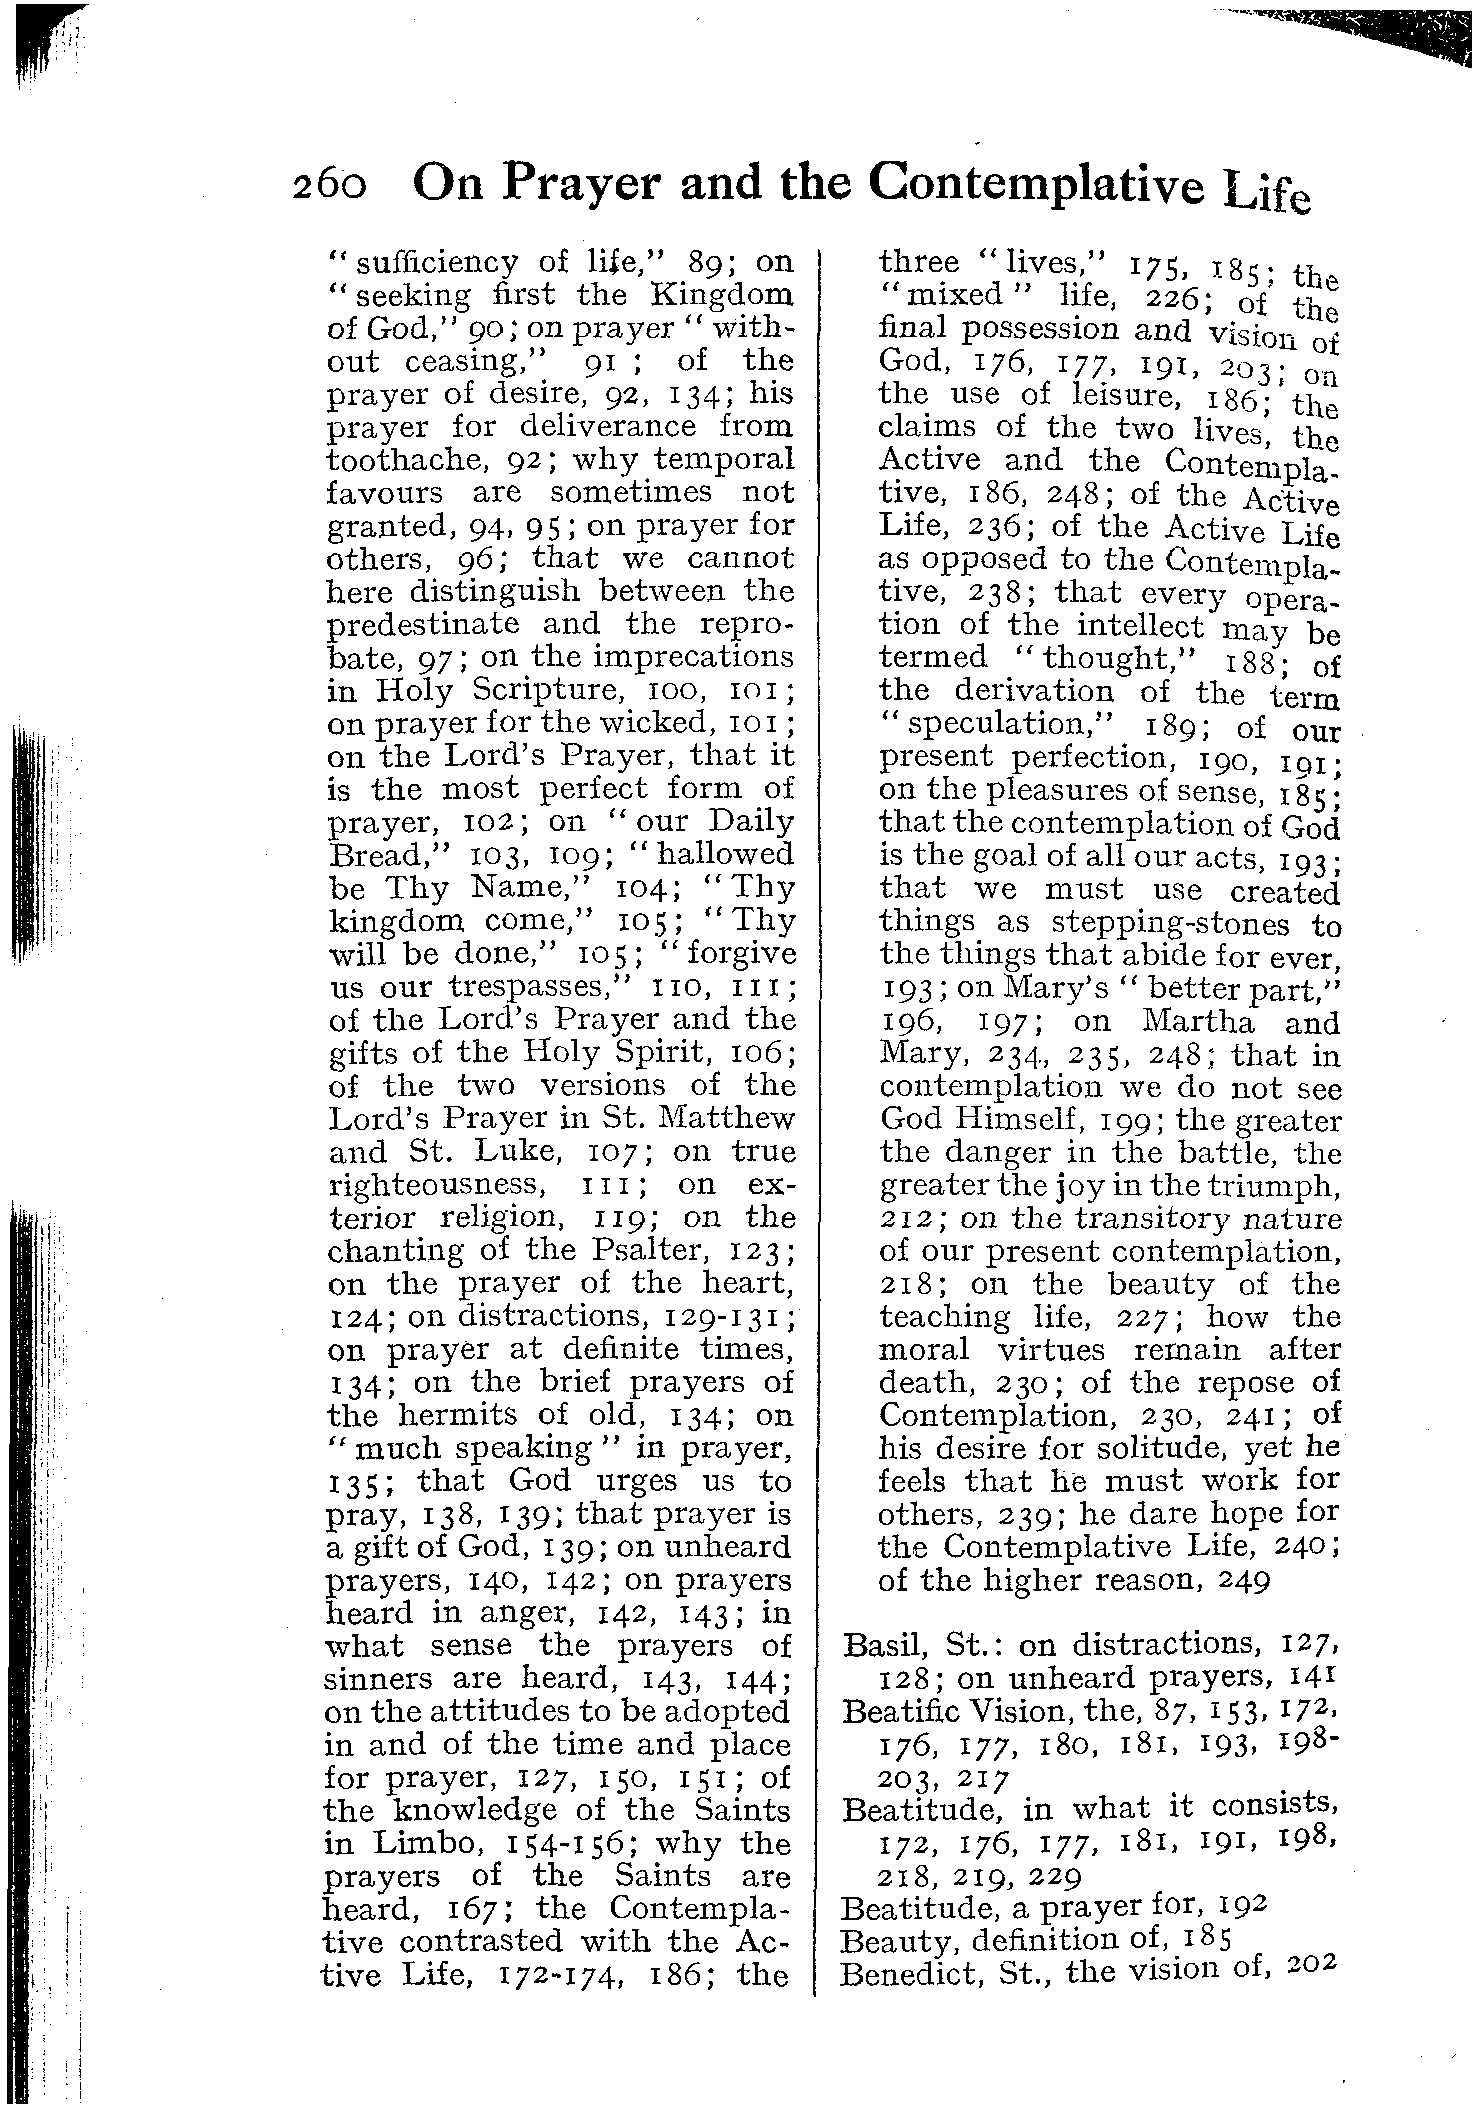 260 On Prayer and the Contemplative Life
“ sufficiency of life,” 89; on
“ seeking first the Kingdom
of God,” 90; on prayer “ with-
out ceasing,” 91 ; of the
prayer of desire, 92, 134; his
prayer for deliverance from
toothache, 92; why temporal
favours are sometimes not
granted, 94, 95; on prayer for
others, 96; that we cannot
here distinguish between the
predestinate and the repro-
bate, 97; on the imprecations
in Holy Scripture, 100, 101;
on prayer for the wicked, 101;
on the Lord's Prayer, that it
is the most perfect form of
prayer, 102; on “ our Daily
Bread,” 103, 109; “ hallowed
be Thy Name,” 104; “ Thy
kingdom come,” 105; “ Thy
will be done,” 105; “ forgive
us our trespasses,” 110, 111;
of the Lord's Prayer and the
gifts of the Holy Spirit, 106;
of the two versions of the
Lord's Prayer in St. Matthew
and St. Luke, 107; on true
righteousness, 111; on ex-
terior religion, 119; on the
chanting of the Psalter, 123;
on the prayer of the heart,
124; on distractions, 129-131;
on prayer at definite times,
134; on the brief prayers of
the hermits of old, 134; on
“ much speaking ” in prayer,
135; that God urges us to
pray, 138, 139; that prayer is
a gift of God, 139; on unheard
prayers, 140, 142; on prayers
heard in anger, 142, 143; in
what sense the prayers of
sinners are heard, 143, 144;
on the attitudes to be adopted
in and of the time and place
for prayer, 127, 150, 151; of
the knowledge of the Saints
in Limbo, 154-156; why the
prayers of the Saints are
heard, 167; the Contempla-
tive contrasted with the Ac-
tive Life, 172-174, 186; the
three “ lives,” 175, 185; the
“ mixed ” life, 226; of the
final possession and vision of
God, 176, 177, 191, 203; on
the use of leisure, 186; the
claims of the two lives, the
Active and the Contempla-
tive, 186, 248; of the Active
Life, 236; of the Active Life
as opposed to the Contempla-
tive, 238; that every opera-
tion of the intellect may be
termed “ thought,” 188; of
the derivation of the term
“ speculation,” 189; of our
present perfection, 190, 191;
on the pleasures of sense, 185;
that the contemplation of God
is the goal of all our acts, 193;
that we must use created
things as stepping-stones to
the things that abide for ever,
193; on Mary's “ better part,”
196, 197; on Martha and
Mary, 234, 235, 248; that in
contemplation we do not see
God Himself, 199; the greater
the danger in the battle, the
greater the joy in the triumph,
212; on the transitory nature
of our present contemplation,
218; on the beauty of the
teaching life, 227; how the
moral virtues remain after
death, 230; of the repose of
Contemplation, 230, 241; of
his desire for solitude, yet he
feels that he must work for
others, 239; he dare hope for
the Contemplative Life, 240;
of the higher reason, 249
Basil, St.: on distractions, 127,
128; on unheard prayers, 141
Beatific Vision, the, 87, 153, 172,
176, 177, 180, 181, 193, 198-
203, 217
Beatitude, in what it consists,
172, 176, 177, 181, 191, 198,
218, 219, 229
Beatitude, a prayer for, 192
Beauty, definition of, 185
Benedict, St., the vision of, 202